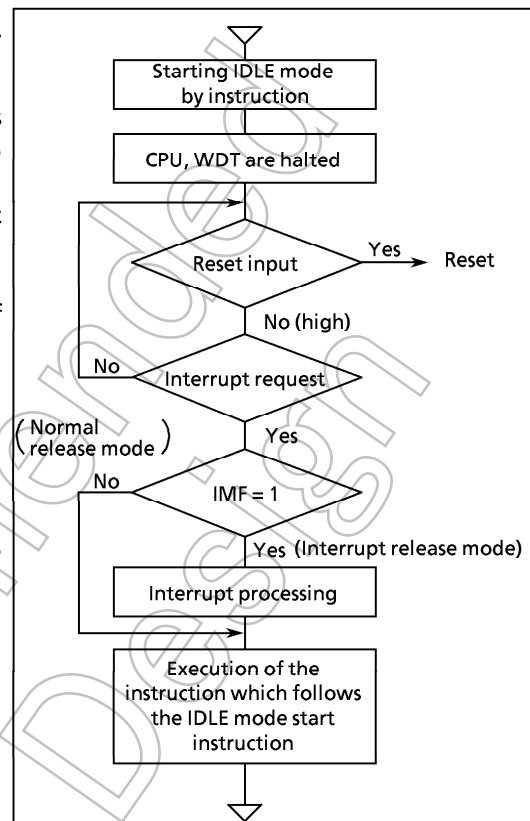 Starting IDLE mode
by instruction
CPU, WDT are halted
Reset input
Yes
Reset
No (high)
No
Interrupt request
(Normal
release mode)
Yes
No
IMF = 1
Yes (Interrupt release mode)
Interrupt processing
Execution of the
instruction which follows
the IDLE mode start
instruction